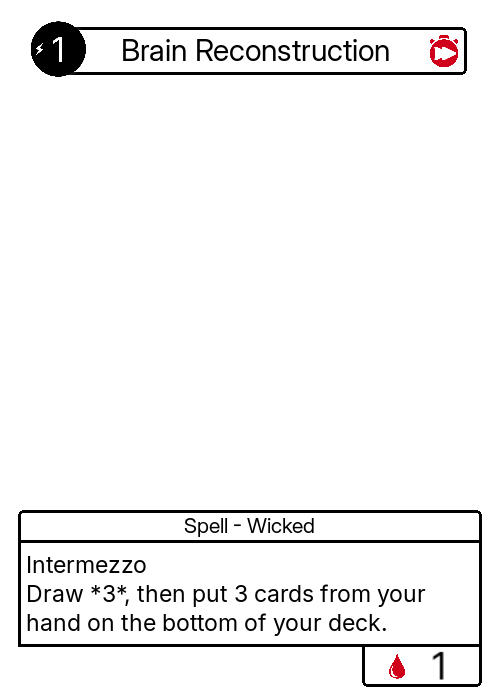 1 Brain Reconstruction
Spell - Wicked
Intermezzo
Draw *3*, then put 3 cards from your
hand on the bottom of your deck.
1